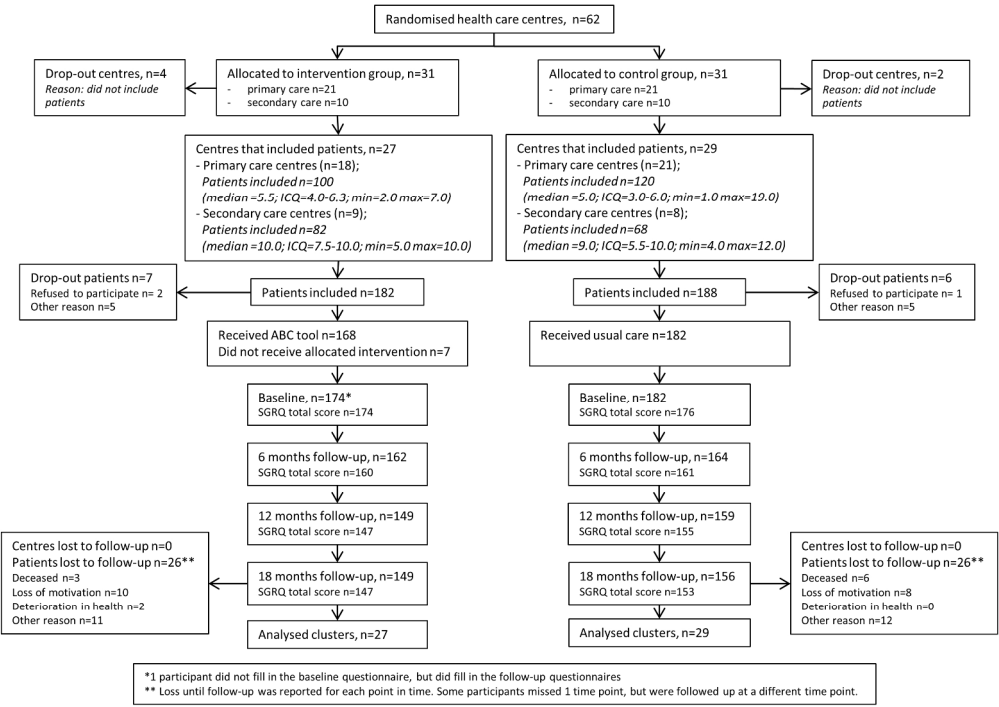 Randomised health care centres, n=62
Drop-out centres, n=4
Reason: did not include
patients
Allocated to intervention group, n=31
- primary care n=21
- secondary care n=10
Allocated to control group, n=31
- primary care n=21
- secondary care n=10
Drop-out centres, n=2
Reason: did not include
patients
Centres that included patients, n=27
- Primary care centres (n=18);
Patients included n=100
(median =5.5; ICQ=4.0-6.3; min=2.0 max=7.0)
- Secondary care centres (n=9);
Patients included n=82
(median =10.0; ICQ=7.5-10.0; min=5.0 max=10.0)
Centres that included patients, n=29
- Primary care centres (n=21);
Patients included n=120
(median =5.0; ICQ=3.0-6.0; min=1.0 max=19.0)
- Secondary care centres (n=8);
Patients included n=68
(median =9.0; ICQ=5.5-10.0; min=4.0 max=12.0)
Drop-out patients n=7
Refused to participate n= 2
Other reason n=5
Patients included n=182
Patients included n=188
Drop-out patients n=6
Refused to participate n= 1
Other reason n=5
Received ABC tool n=168
Did not receive allocated intervention n=7
Received usual care n=182
Baseline, n=174*
SGRQ total score n=174
Baseline, n=182
SGRQ total score n=176
6 months follow-up, n=162
SGRQ total score n=160
6 months follow-up, n=164
SGRQ total score n=161
12 months follow-up, n=149
SGRQ total score n=147
12 months follow-up, n=159
SGRQ total score n=155
Centres lost to follow-up n=0
Patients lost to follow-up n=26**
Deceased n=3
Loss of motivation n=10
Deterioration in health n=2
Other reason n=11
18 months follow-up, n=149
SGRQ total score n=147
18 months follow-up, n=156
SGRQ total score n=153
Centres lost to follow-up n=0
Patients lost to follow-up n=26**
Deceased n=6
Loss of motivation n=8
Deterioration in health n=0
Other reason n=12
Analysed clusters, n=27
Analysed clusters, n=29
*1 participant did not fill in the baseline questionnaire, but did fill in the follow-up questionnaires
** Loss until follow-up was reported for each point in time. Some participants missed 1 time point, but were followed up at a different time point.